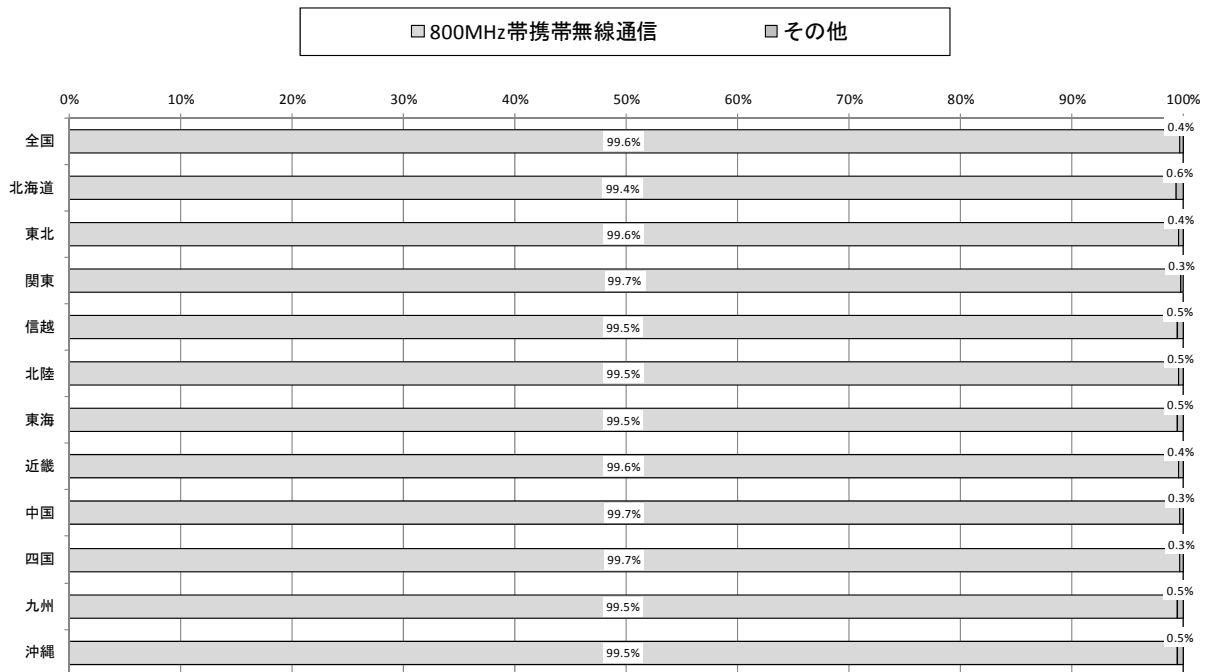 800MHz帯携帯無線通信 その他
0% 10% 20% 30% 40% 50% 60% 70% 80% 90% 100%
全国 99.6% 0.4%
北海道 99.4% 0.6%
東北 99.6% 0.4%
関東 99.7% 0.3%
信越 99.5% 0.5%
北陸 99.5% 0.5%
東海 99.5% 0.5%
近畿 99.6% 0.4%
中国 99.7% 0.3%
四国 99.7% 0.3%
九州 99.5% 0.5%
沖縄 99.5% 0.5%